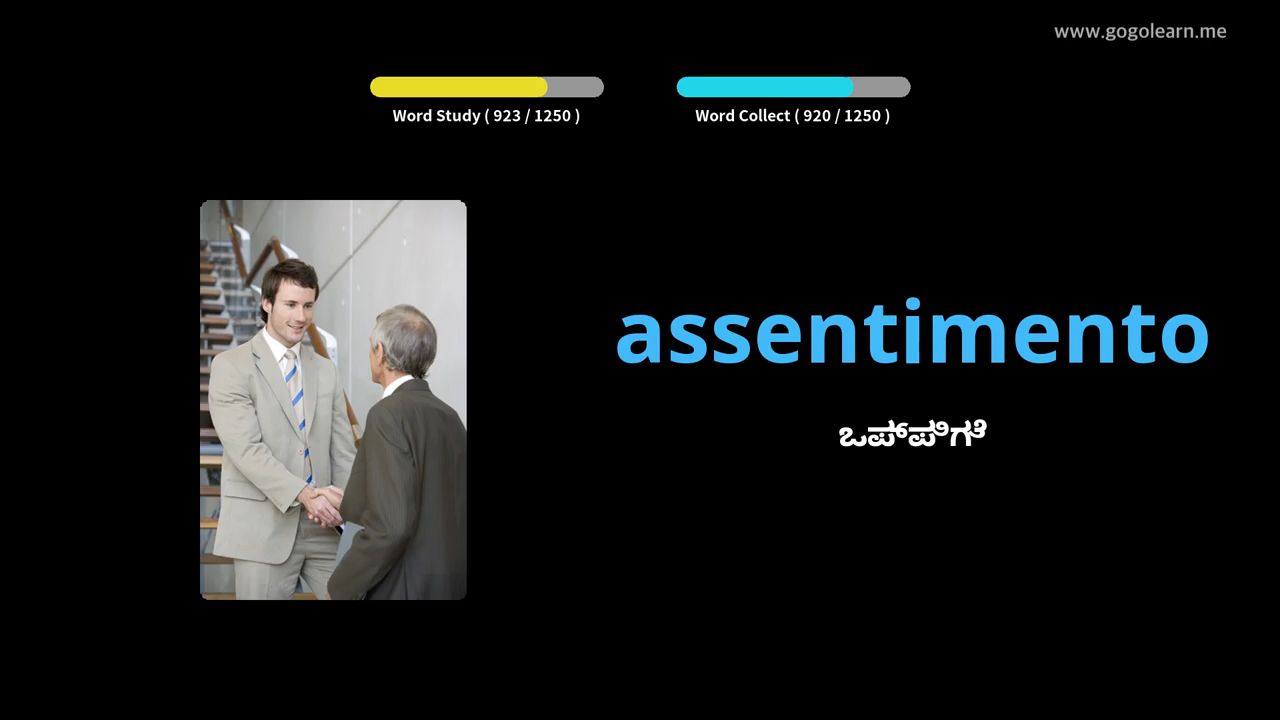 www.gogolearn.me
Word Study ( 923 / 1250 )
Word Collect ( 920 / 1250 )
assentimento
ಒಪ್ಪಿಗೆ